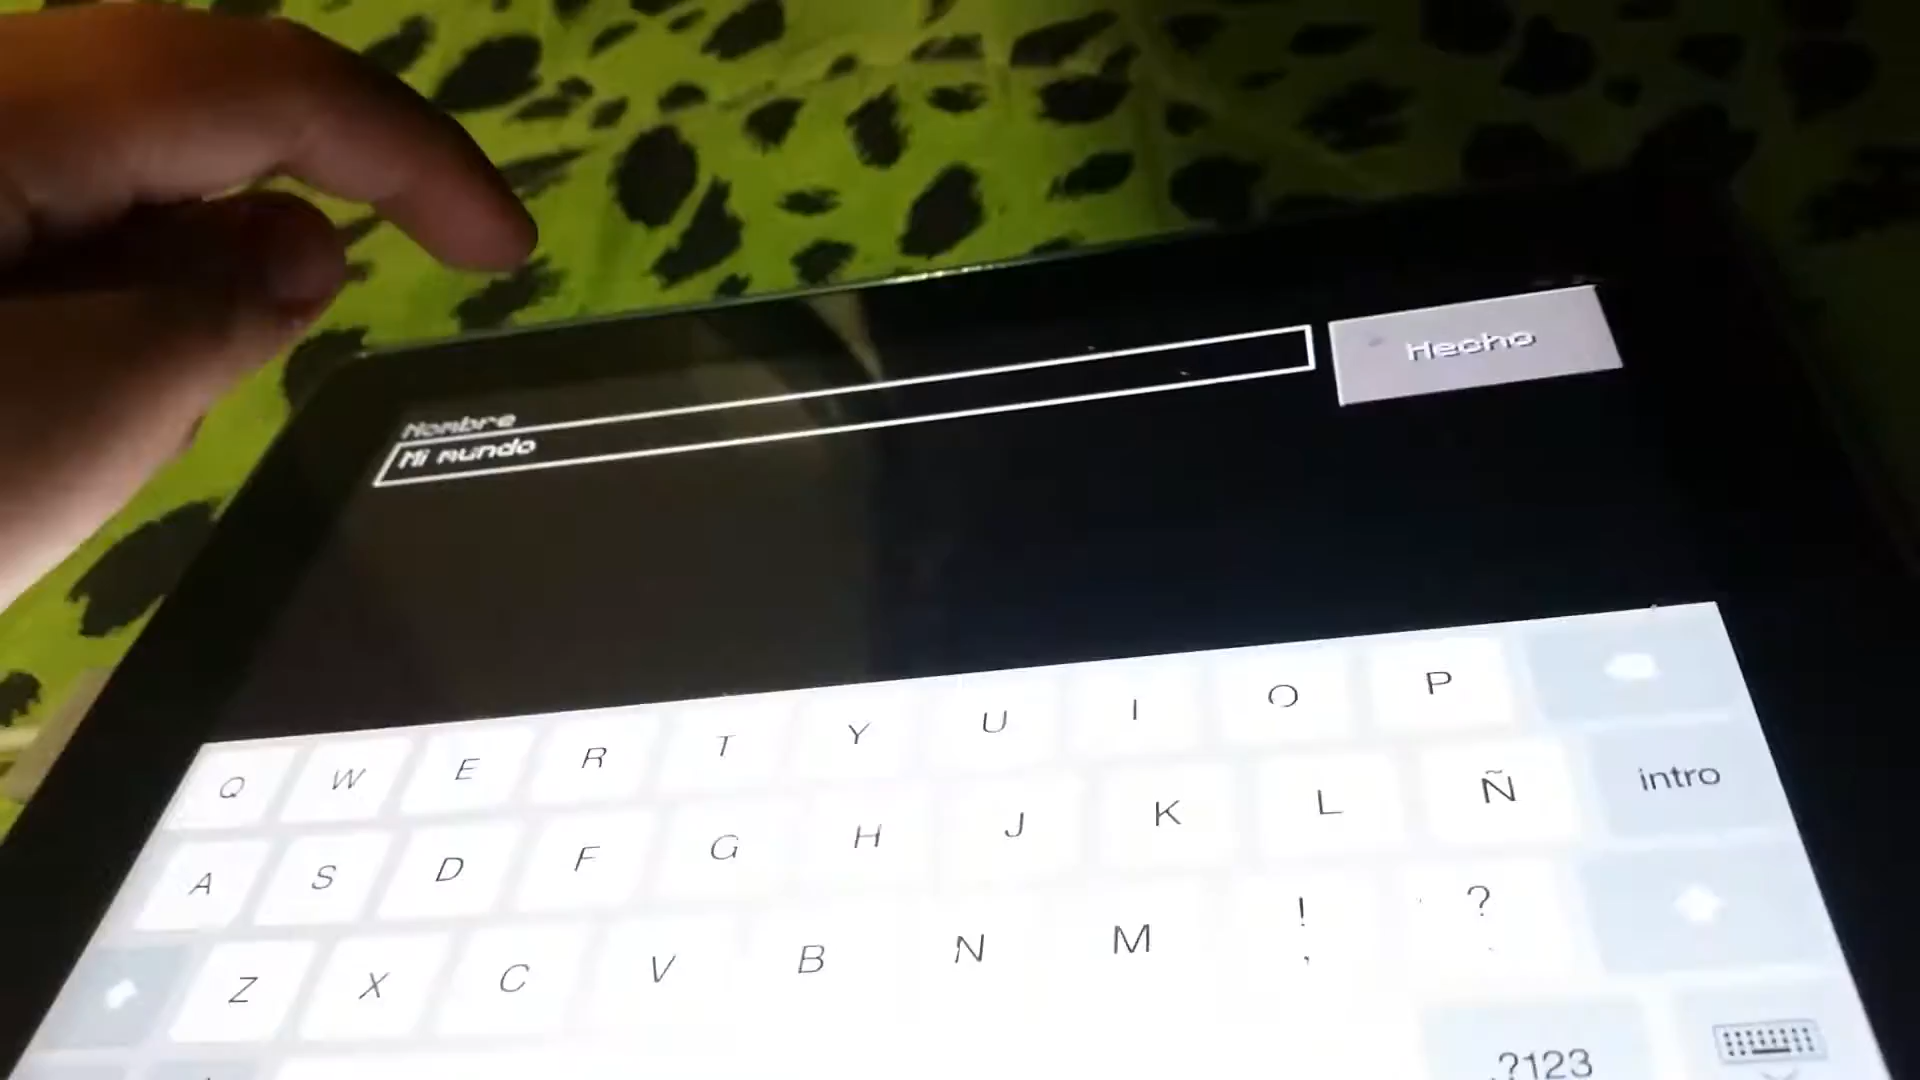 Hecho
Nombre
Mi mundo
Q W E R T Y U I O P
A S D F G H J K L Ñ intro
Z X C V B N M ! , ? .
.?123